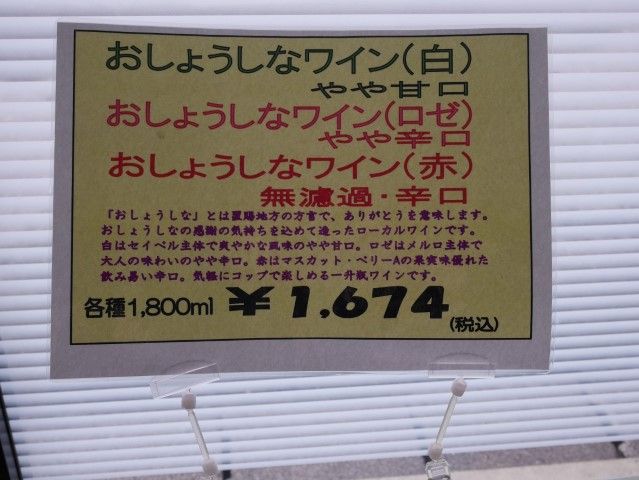 おしょうしなワイン(白)
やや甘口
おしょうしなワイン(ロゼ)
やや辛口
おしょうしなワイン(赤)
無濾過・辛口
「おしょうしな」とは置賜地方の方言で、ありがとうを意味します。
おしょうしなの感謝の気持ちを込めて造ったローカルワインです。
白はセイベル主体で爽やかな風味のやや甘口。ロゼはメルロ主体で
大人の味わいのやや辛口。赤はマスカット・ベリーAの果実味優れた
飲み易い辛口。気軽にコップで楽しめる一升瓶ワインです。
各種1,800ml ￥1,674
(税込)